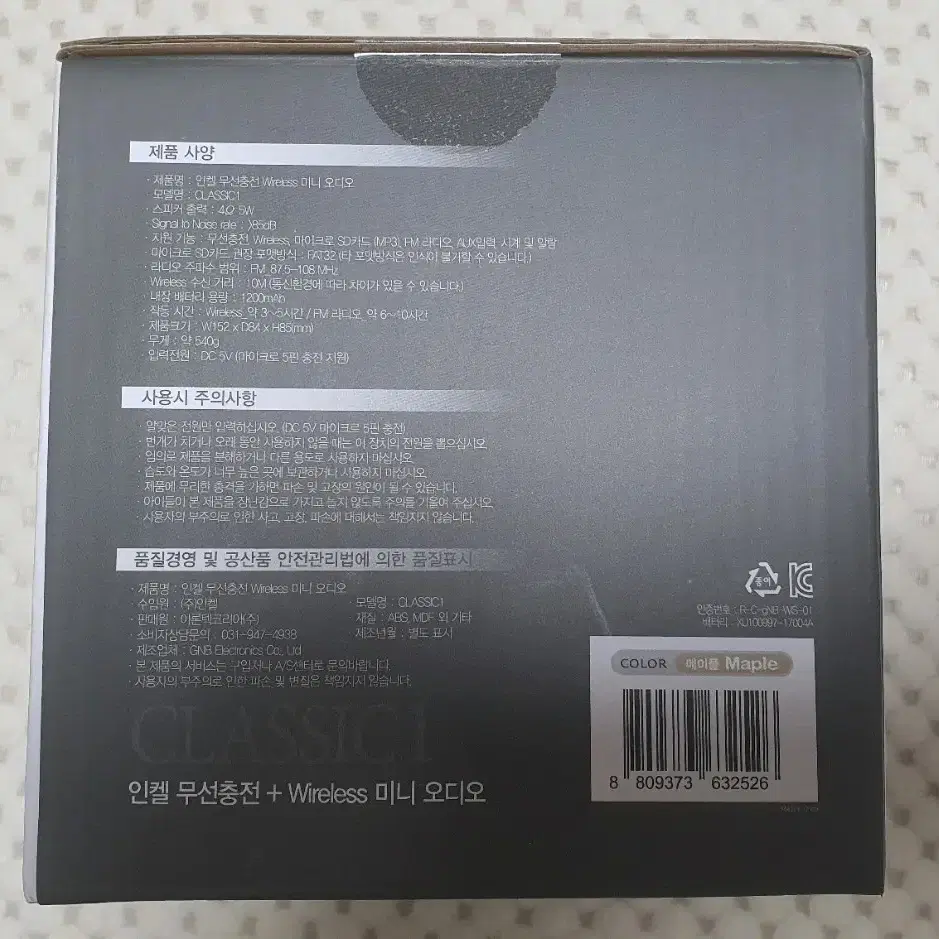 제품 사양
· 제품명 : 인켈 무선충전 Wireless 미니 오디오
모델명 : CLASSIC1
· 스피커 출력 : 4Ω 5W
Signal to Noise rate : >85dB
· 지원 기능 : 무선충전, Wireless, 마이크로 SD카드 (MP3), FM 라디오, AUX입력, 시계 및 알람
마이크로 SD카드 권장 포맷방식 : FAT32 (타 포맷방식은 인식이 불가할 수 있습니다.)
· 라디오 주파수 범위 : FM, 87.5-108 MHz
· Wireless 수신 거리 : 10M (통신환경에 따라 차이가 있을 수 있습니다.)
· 내장 배터리 용량 : 1200mAh
· 작동 시간 : Wireless, 약 3~5시간 / FM 라디오, 약 6~10시간
· 제품크기 : W152 x D84 x H85(mm)
· 무게 : 약 540g
· 입력전원 : DC 5V (마이크로 5핀 충전 지원)
사용시 주의사항
· 알맞은 전원만 입력하십시오. (DC 5V 마이크로 5핀 충전)
· 번개가 치거나 오래 동안 사용하지 않을 때는 이 장치의 전원을 뽑으십시오.
· 임의로 제품을 분해하거나 다른 용도로 사용하지 마십시오.
· 습도와 온도가 너무 높은 곳에 보관하거나 사용하지 마십시오.
· 제품에 무리한 충격을 가하면 파손 및 고장의 원인이 될 수 있습니다.
· 아이들이 본 제품을 장난감으로 가지고 놀지 않도록 주의를 기울여 주십시오.
· 사용자의 부주의로 인한 사고, 고장, 파손에 대해서는 책임지지 않습니다.
품질경영 및 공산품 안전관리법에 의한 품질표시
· 제품명 : 인켈 무선충전 Wireless 미니 오디오
· 수입원 : (주)인켈 · 모델명 : CLASSIC1
· 판매원 : 아론텍코리아(주) · 재질 : ABS, MDF 외 기타
· 소비자상담문의 : 031-947-4938 · 제조년월 : 별도 표시
· 제조업체 : GNB Electronics Co., Ltd
· 본 제품의 서비스는 구입처나 A/S센터로 문의바랍니다.
· 사용자의 부주의로 인한 파손 및 변질은 책임지지 않습니다.
종이
인증번호 : R-C-gNB-WS-01
배터리 : XU100997-17004A
COLOR 메이플 Maple
8 809373 632526
CLASSIC1
인켈 무선충전 + Wireless 미니 오디오